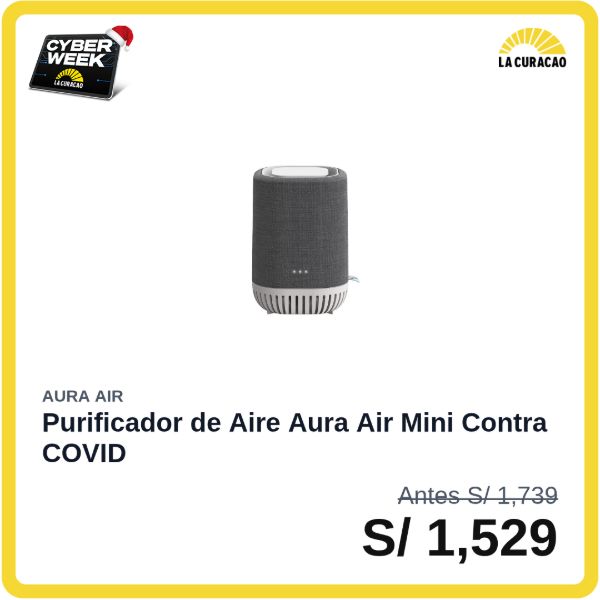 CYBER
WEEK
LA CURACAO
LA CURACAO
AURA AIR
Purificador de Aire Aura Air Mini Contra
COVID
Antes S/ 1,739
S/ 1,529